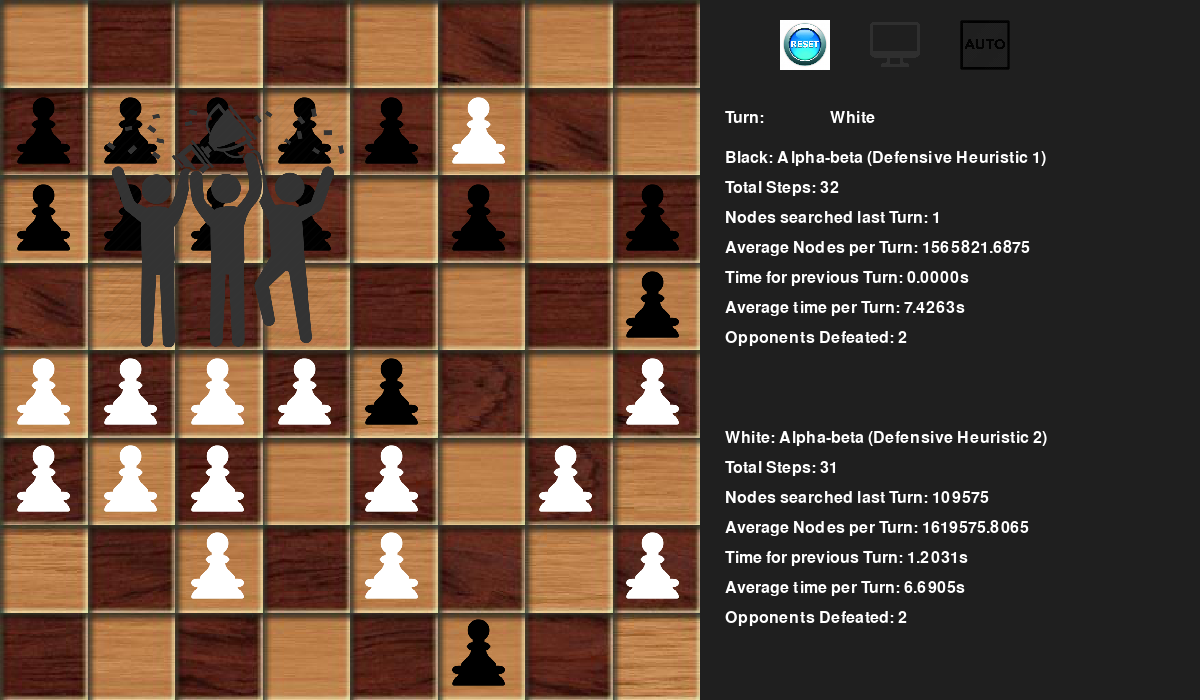 RESET
AUTO
Turn: White
Black: Alpha-beta (Defensive Heuristic 1)
Total Steps: 32
Nodes searched last Turn: 1
Average Nodes per Turn: 1565821.6875
Time for previous Turn: 0.0000s
Average time per Turn: 7.4263s
Opponents Defeated: 2
White: Alpha-beta (Defensive Heuristic 2)
Total Steps: 31
Nodes searched last Turn: 109575
Average Nodes per Turn: 1619575.8065
Time for previous Turn: 1.2031s
Average time per Turn: 6.6905s
Opponents Defeated: 2